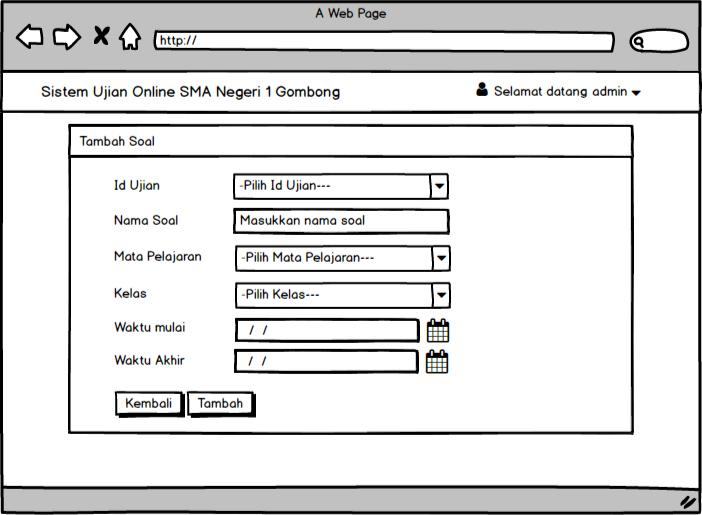 A Web Page
http://
Sistem Ujian Online SMA Negeri 1 Gombong
Selamat datang admin
Tambah Soal
Id Ujian
-Pilih Id Ujian---
Nama Soal
Masukkan nama soal
Mata Pelajaran
-Pilih Mata Pelajaran---
Kelas
-Pilih Kelas---
Waktu mulai
/ /
Waktu Akhir
/ /
Kembali
Tambah